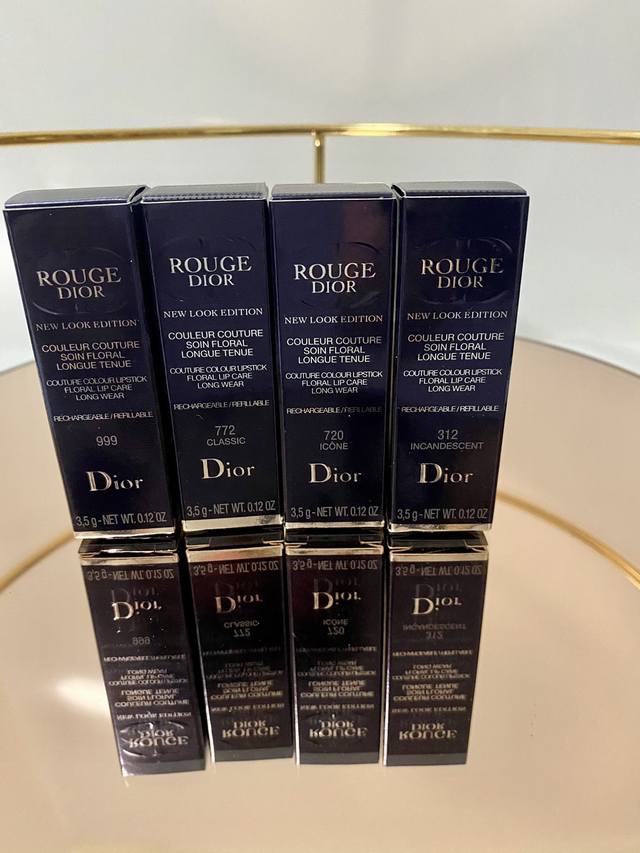 ROUGE
DIOR
NEW LOOK EDITION
COULEUR COUTURE
SOIN FLORAL
LONGUE TENUE
COUTURE COLOUR LIPSTICK
FLORAL LIP CARE
LONG WEAR
RECHARGEABLE/REFILLABLE
999
Dior
3,5 g - NET WT. 0.12 OZ
ROUGE
DIOR
NEW LOOK EDITION
COULEUR COUTURE
SOIN FLORAL
LONGUE TENUE
COUTURE COLOUR LIPSTICK
FLORAL LIP CARE
LONG WEAR
RECHARGEABLE/REFILLABLE
772
CLASSIC
Dior
3,5 g - NET WT. 0.12 OZ
ROUGE
DIOR
NEW LOOK EDITION
COULEUR COUTURE
SOIN FLORAL
LONGUE TENUE
COUTURE COLOUR LIPSTICK
FLORAL LIP CARE
LONG WEAR
RECHARGEABLE/REFILLABLE
720
ICÔNE
Dior
3,5 g - NET WT. 0.12 OZ
ROUGE
DIOR
NEW LOOK EDITION
COULEUR COUTURE
SOIN FLORAL
LONGUE TENUE
COUTURE COLOUR LIPSTICK
FLORAL LIP CARE
LONG WEAR
RECHARGEABLE/REFILLABLE
312
INCANDESCENT
Dior
3,5 g - NET WT. 0.12 OZ